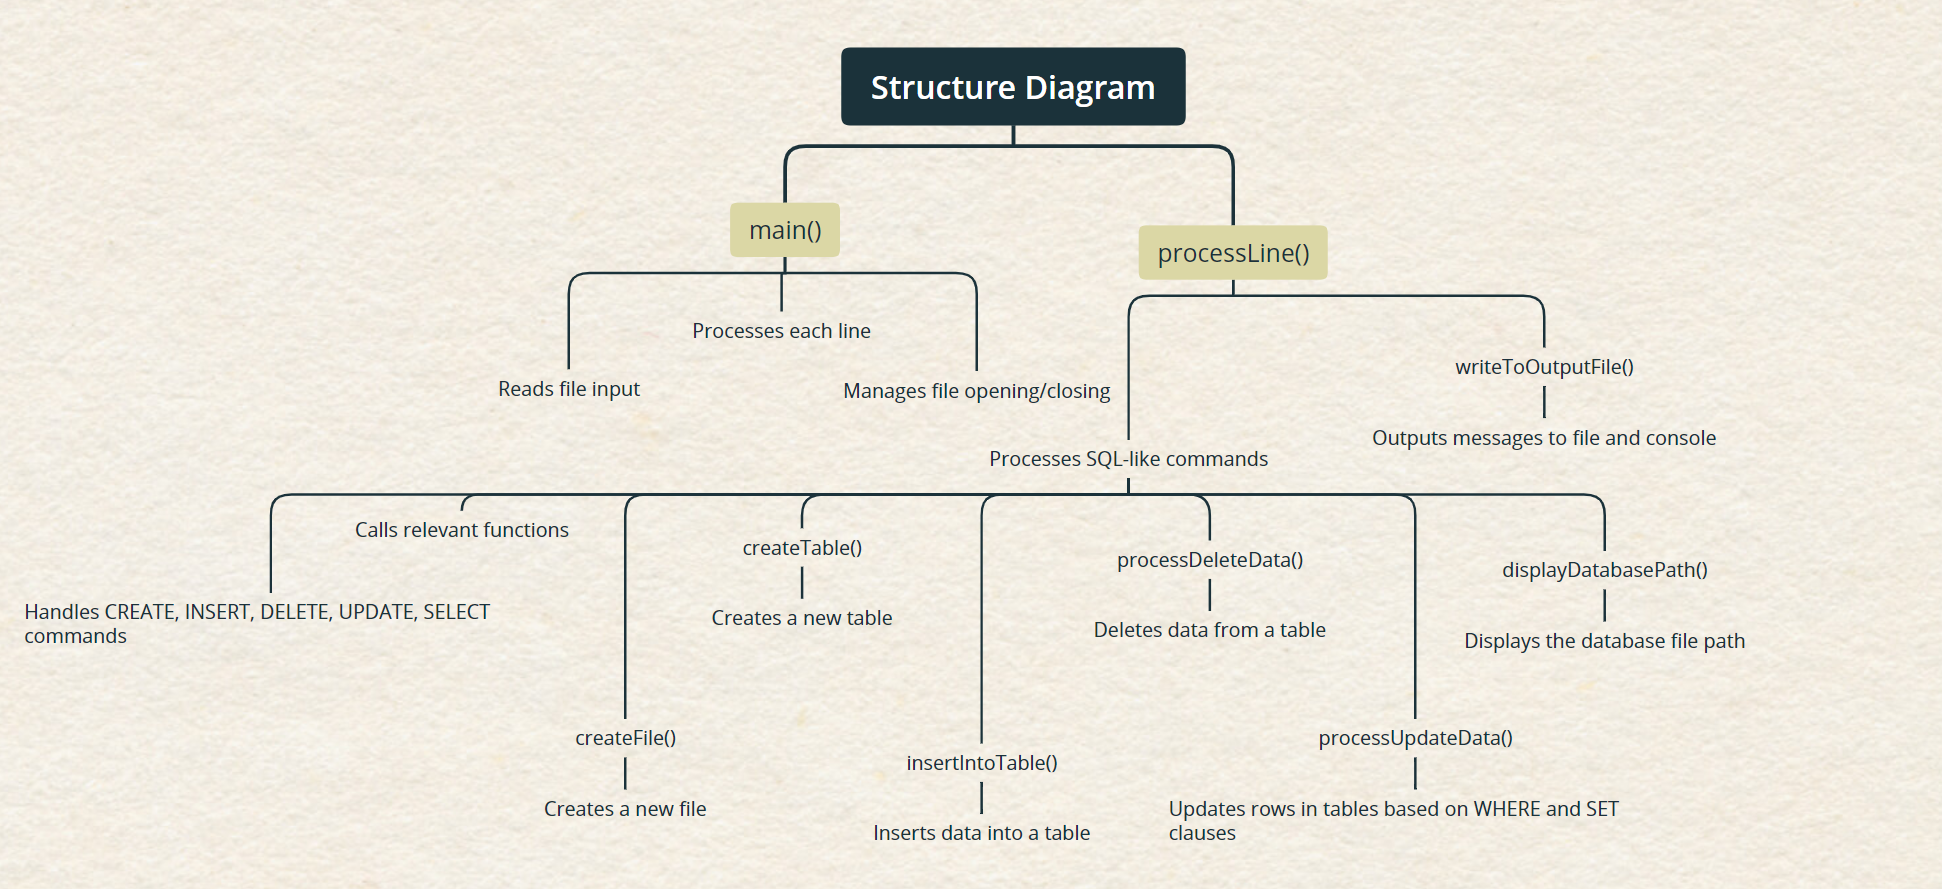 Structure Diagram
main()
processLine()
Processes each line
writeToOutputFile()
Reads file input
Manages file opening/closing
Outputs messages to file and console
Processes SQL-like commands
Calls relevant functions
createTable()
processDeleteData()
displayDatabasePath()
Handles CREATE, INSERT, DELETE, UPDATE, SELECT
commands
Creates a new table
Deletes data from a table
Displays the database file path
createFile()
processUpdateData()
insertIntoTable()
Creates a new file
Updates rows in tables based on WHERE and SET
clauses
Inserts data into a table